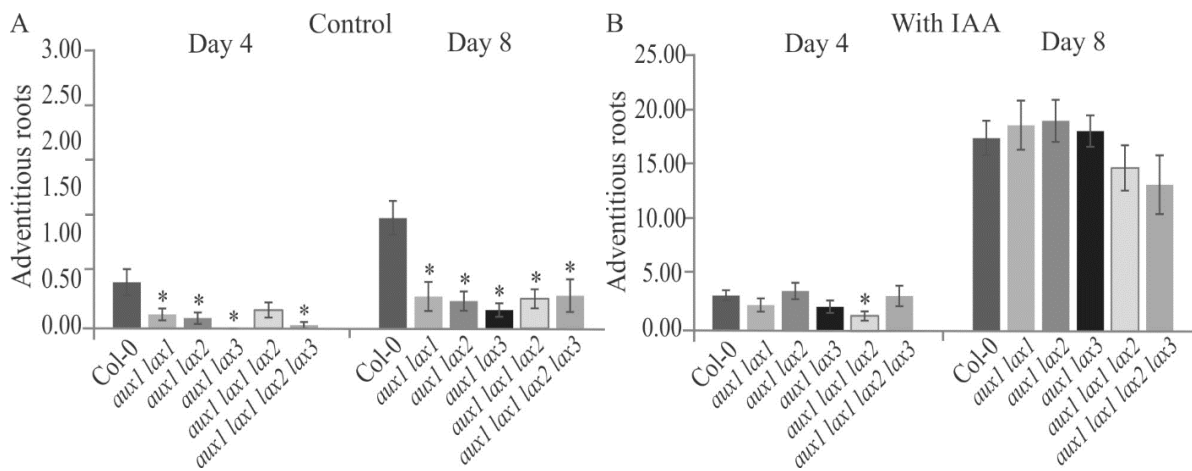 A
Control
Day 4
Day 8
Adventitious roots
3.00
2.50
2.00
1.50
1.00
0.50
0.00
* * * *
* * * * *
Col-0
aux1 lax1
aux1 lax2
aux1 lax3
aux1 lax1 lax2
aux1 lax1 lax2 lax3
Col-0
aux1 lax1
aux1 lax2
aux1 lax3
aux1 lax1 lax2
aux1 lax1 lax2 lax3
B
With IAA
Day 4
Day 8
Adventitious roots
25.00
20.00
15.00
10.00
5.00
0.00
*
Col-0
aux1 lax1
aux1 lax2
aux1 lax3
aux1 lax1 lax2
aux1 lax1 lax2 lax3
Col-0
aux1 lax1
aux1 lax2
aux1 lax3
aux1 lax1 lax2
aux1 lax1 lax2 lax3